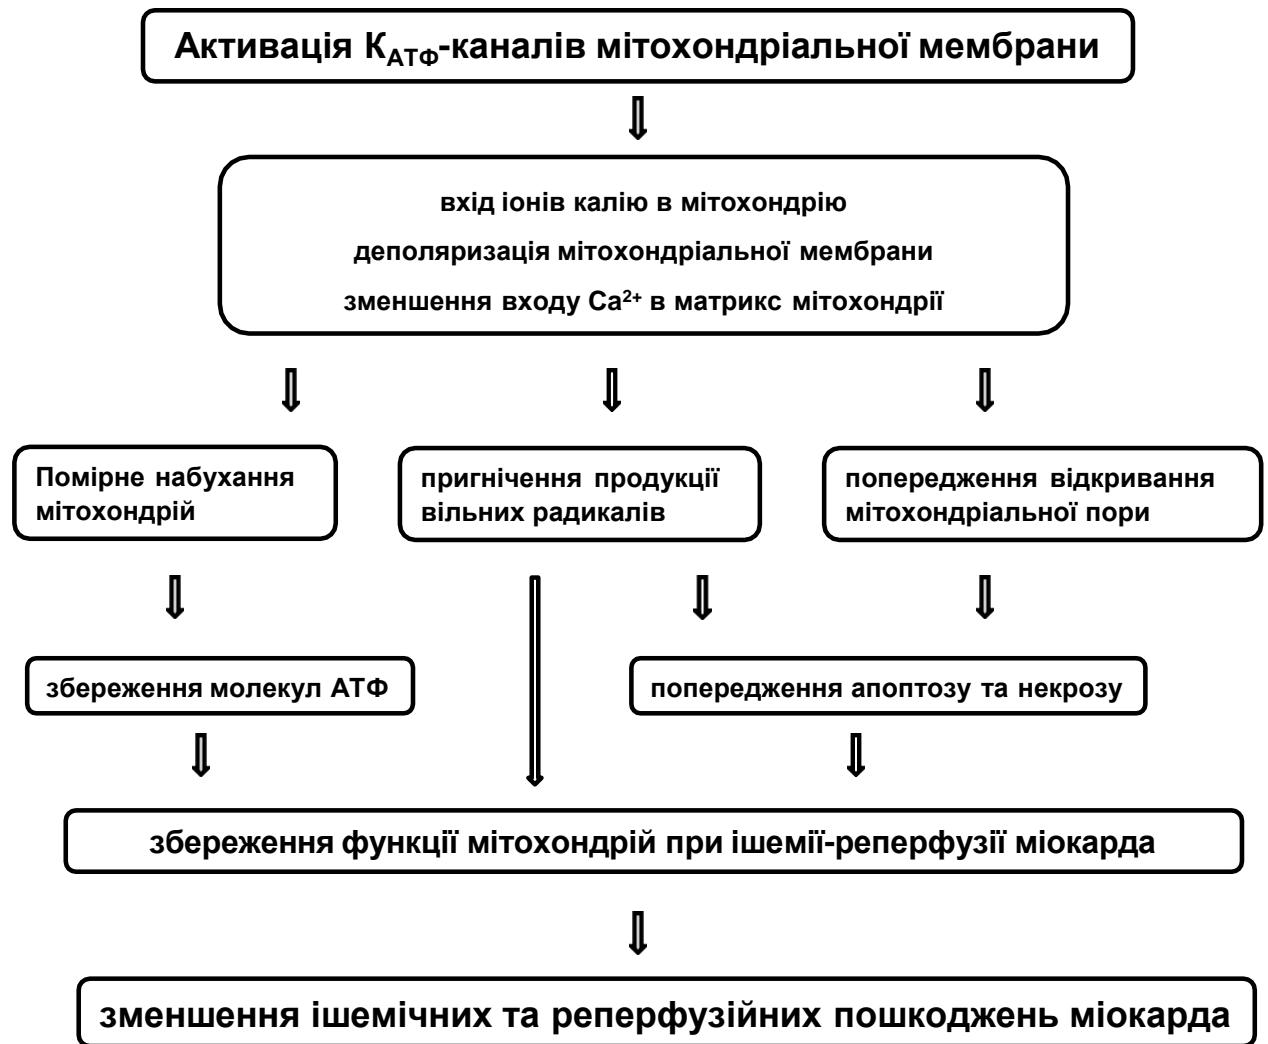 Активація К_АТФ-каналів мітохондріальної мембрани
вхід іонів калію в мітохондрію
деполяризація мітохондріальної мембрани
зменшення входу Са²⁺ в матрикс мітохондрії
Помірне набухання
мітохондрій
пригнічення продукції
вільних радикалів
попередження відкривання
мітохондріальної пори
збереження молекул АТФ
попередження апоптозу та некрозу
збереження функції мітохондрій при ішемії-реперфузії міокарда
зменшення ішемічних та реперфузійних пошкоджень міокарда